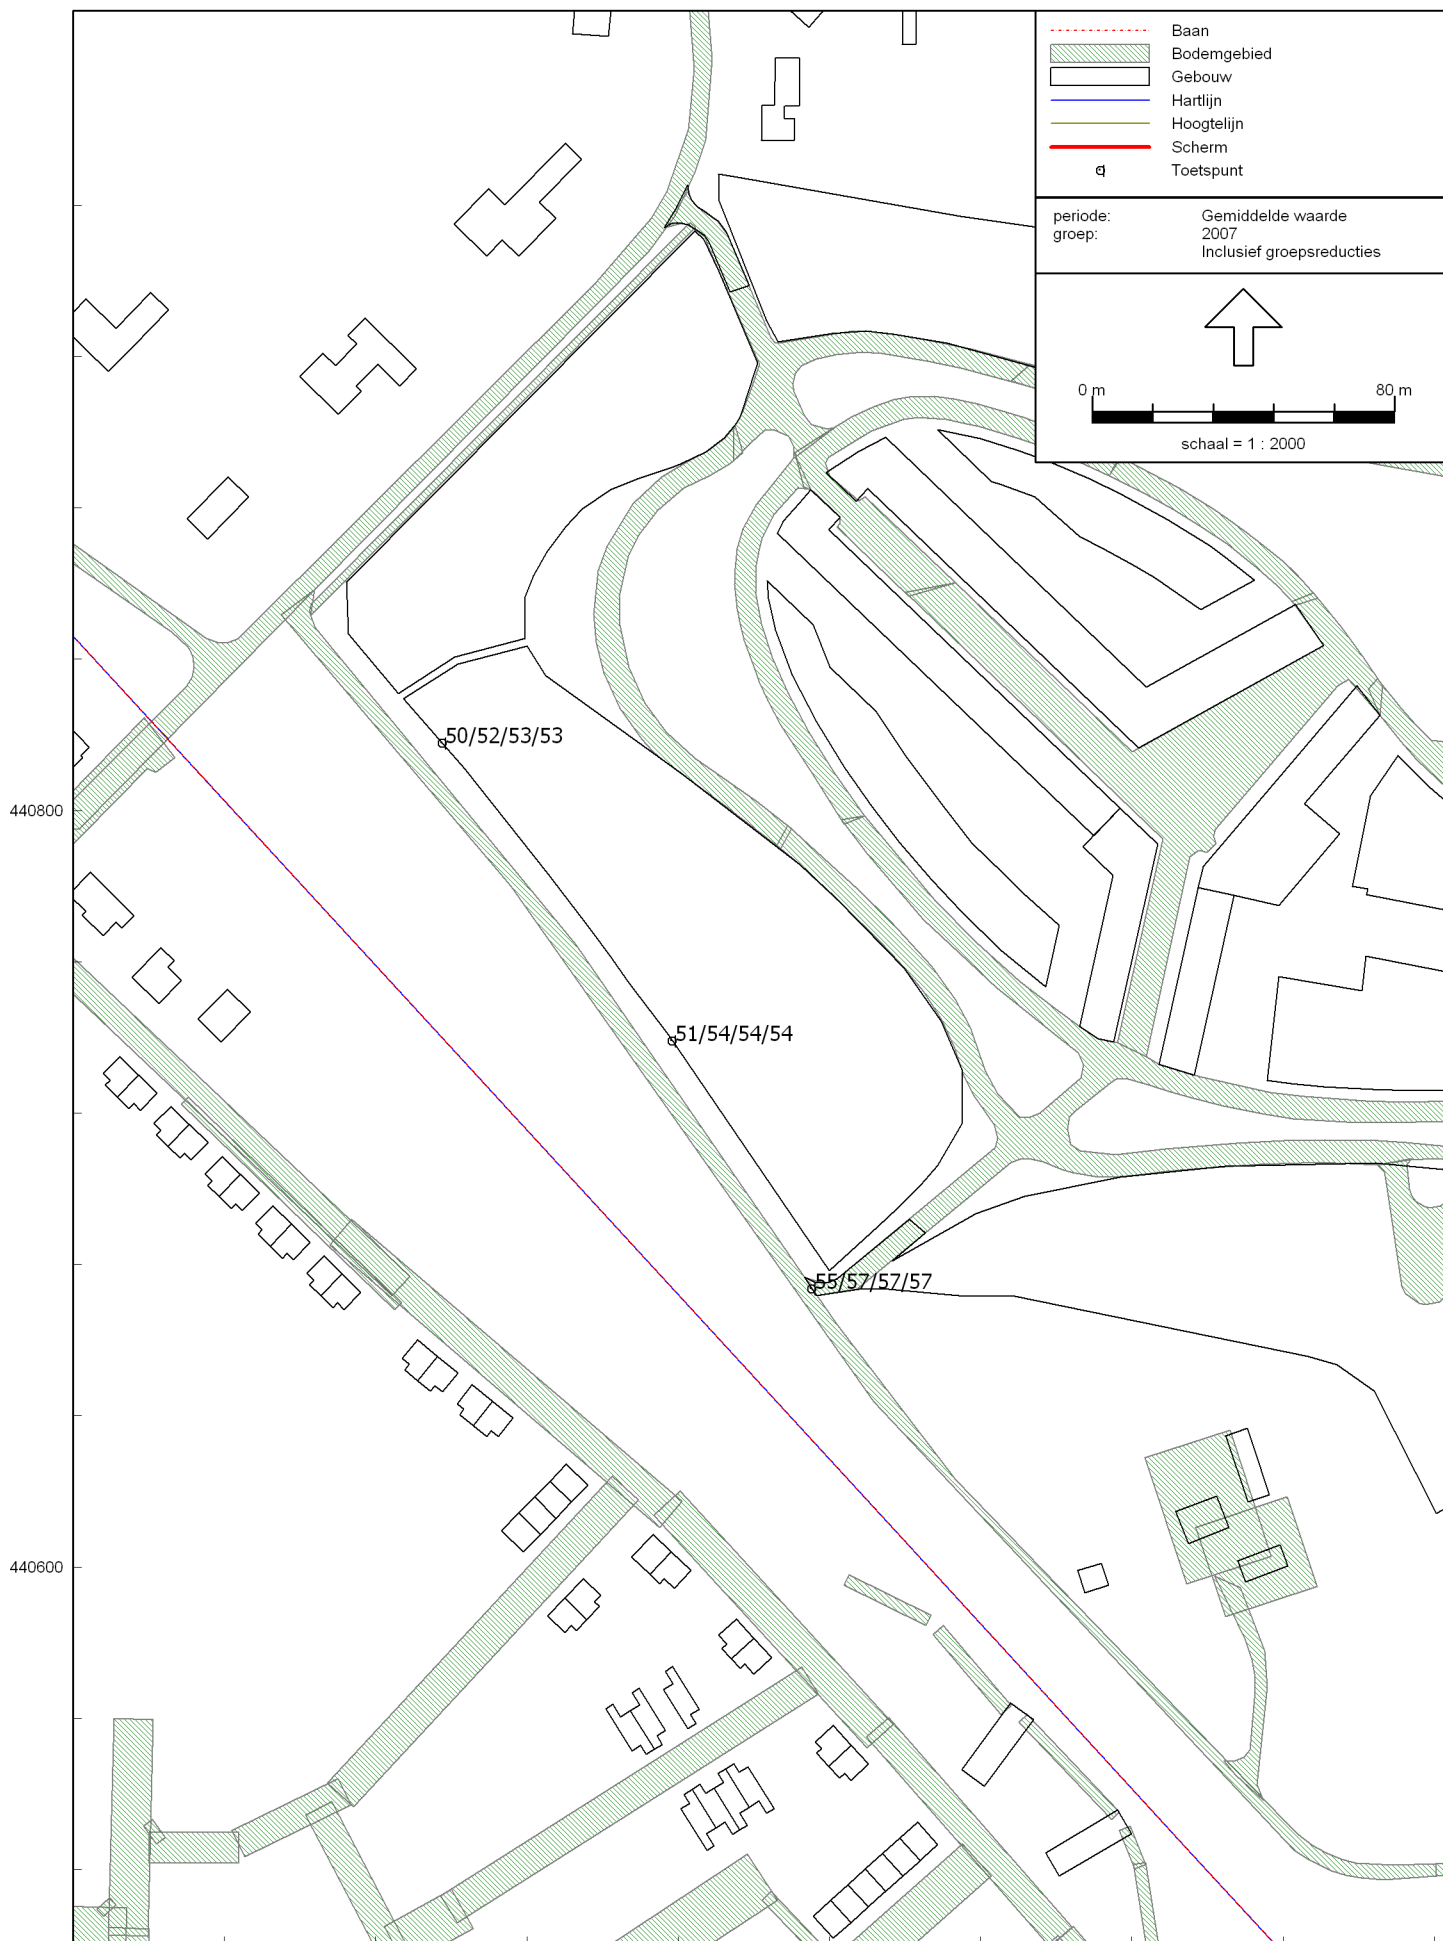 Baan
Bodemgebied
Gebouw
Hartlijn
Hoogtelijn
Scherm
Toetspunt
periode: Gemiddelde waarde
groep: 2007
Inclusief groepsreducties
0 m 80 m
schaal = 1 : 2000
50/52/53/53
440800
51/54/54/54
55/57/57/57
440600